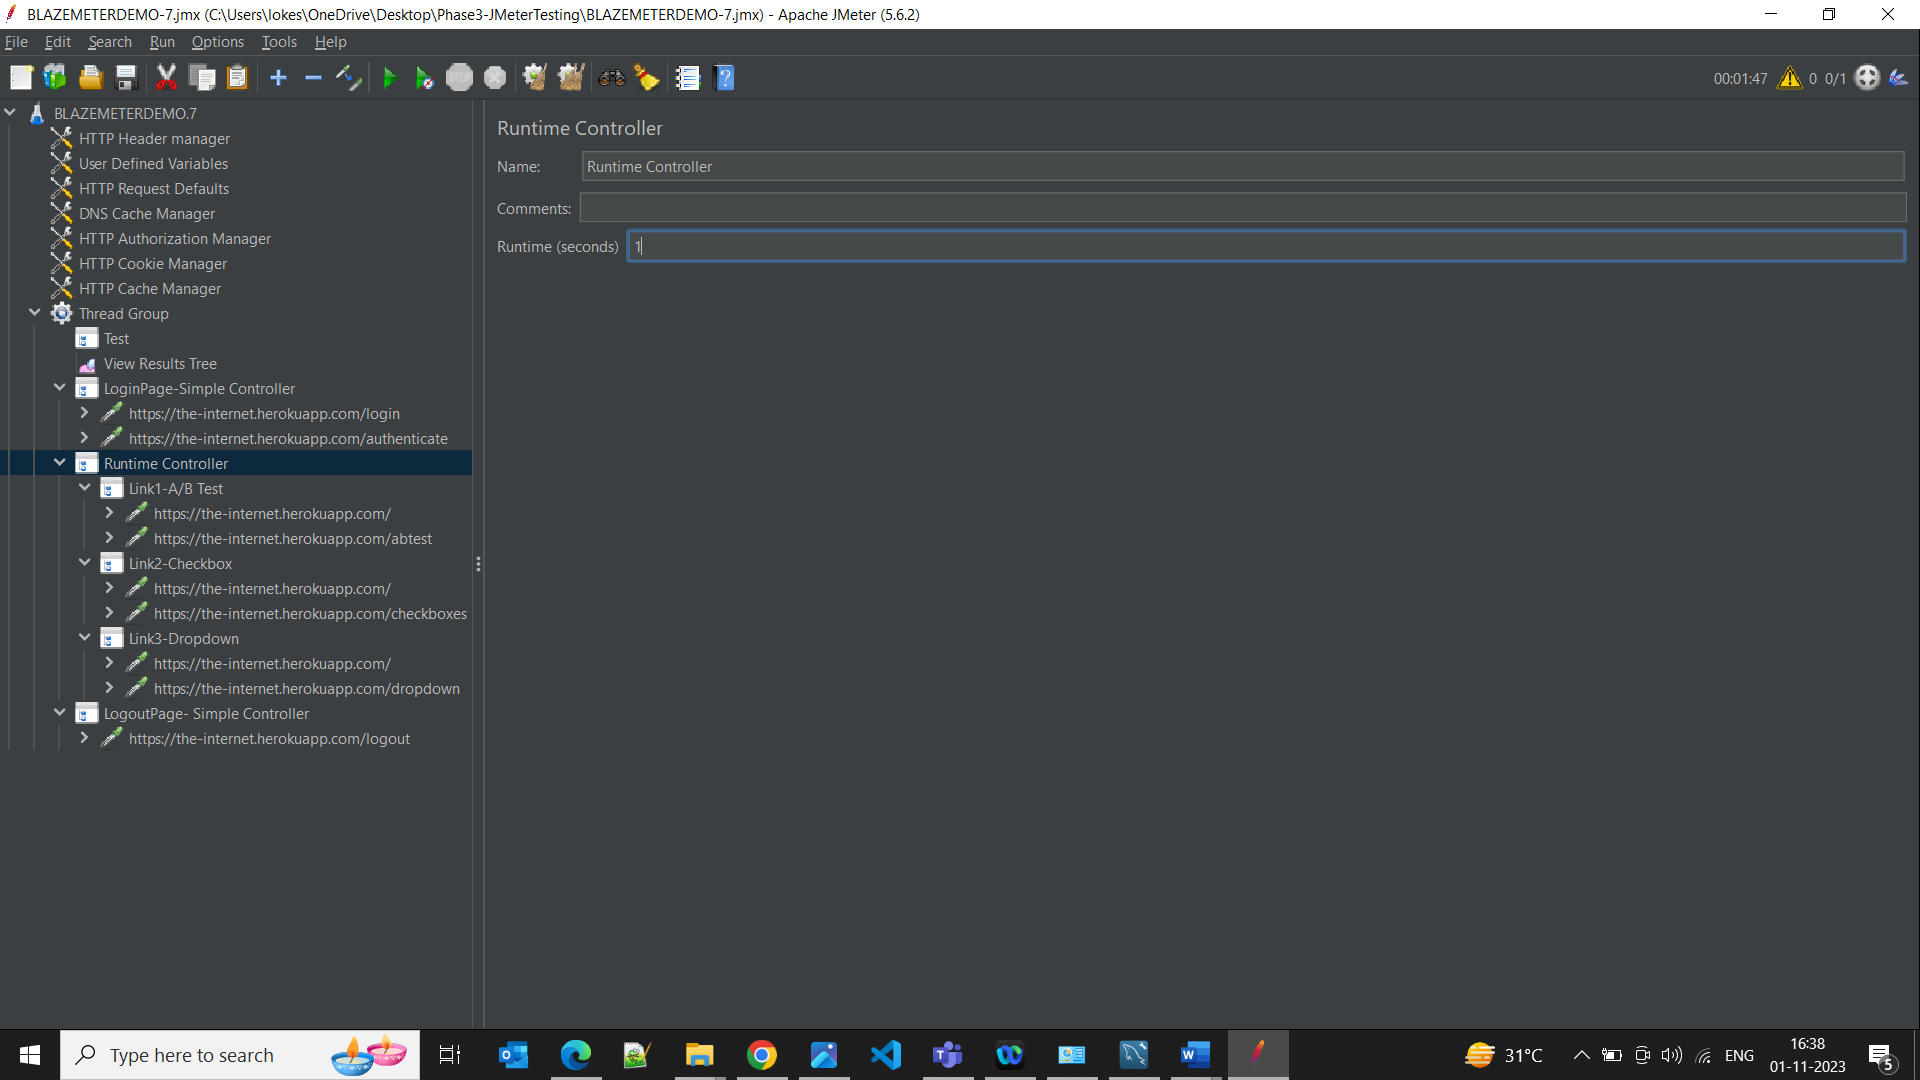 BLAZEMETERDEMO-7.jmx (C:\Users\lokes\OneDrive\Desktop\Phase3-JMeterTesting\BLAZEMETERDEMO-7.jmx) - Apache JMeter (5.6.2)
File Edit Search Run Options Tools Help
STOP
00:01:47 0 0/1
BLAZEMETERDEMO.7
HTTP Header manager
User Defined Variables
HTTP Request Defaults
DNS Cache Manager
HTTP Authorization Manager
HTTP Cookie Manager
HTTP Cache Manager
Thread Group
Test
View Results Tree
LoginPage-Simple Controller
https://the-internet.herokuapp.com/login
https://the-internet.herokuapp.com/authenticate
Runtime Controller
Link1-A/B Test
https://the-internet.herokuapp.com/
https://the-internet.herokuapp.com/abtest
Link2-Checkbox
https://the-internet.herokuapp.com/
https://the-internet.herokuapp.com/checkboxes
Link3-Dropdown
https://the-internet.herokuapp.com/
https://the-internet.herokuapp.com/dropdown
LogoutPage- Simple Controller
https://the-internet.herokuapp.com/logout
Runtime Controller
Name: Runtime Controller
Comments:
Runtime (seconds) 1
Type here to search
31°C
ENG
16:38
01-11-2023
5